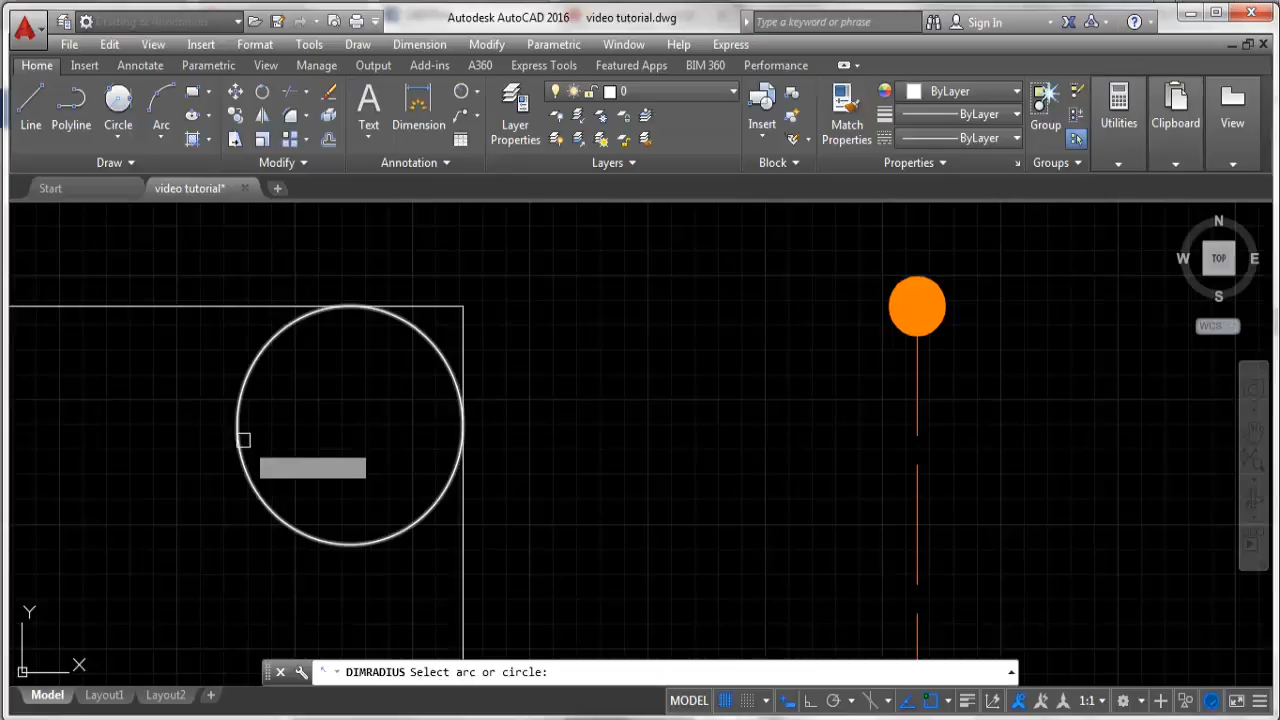 Drafting & Annotation
Autodesk AutoCAD 2016 video tutorial.dwg
Type a keyword or phrase
Sign In
File Edit View Insert Format Tools Draw Dimension Modify Parametric Window Help Express
Home Insert Annotate Parametric View Manage Output Add-ins A360 Express Tools Featured Apps BIM 360 Performance
Line Polyline Circle Arc
Text Dimension
Layer Properties
0
Insert
Match Properties
ByLayer
ByLayer
ByLayer
Group
Utilities Clipboard View
Draw Modify Annotation Layers Block Properties Groups
Start video tutorial*
N
W TOP E
S
WCS
Y
X
DIMRADIUS Select arc or circle:
Model Layout1 Layout2
MODEL 1:1